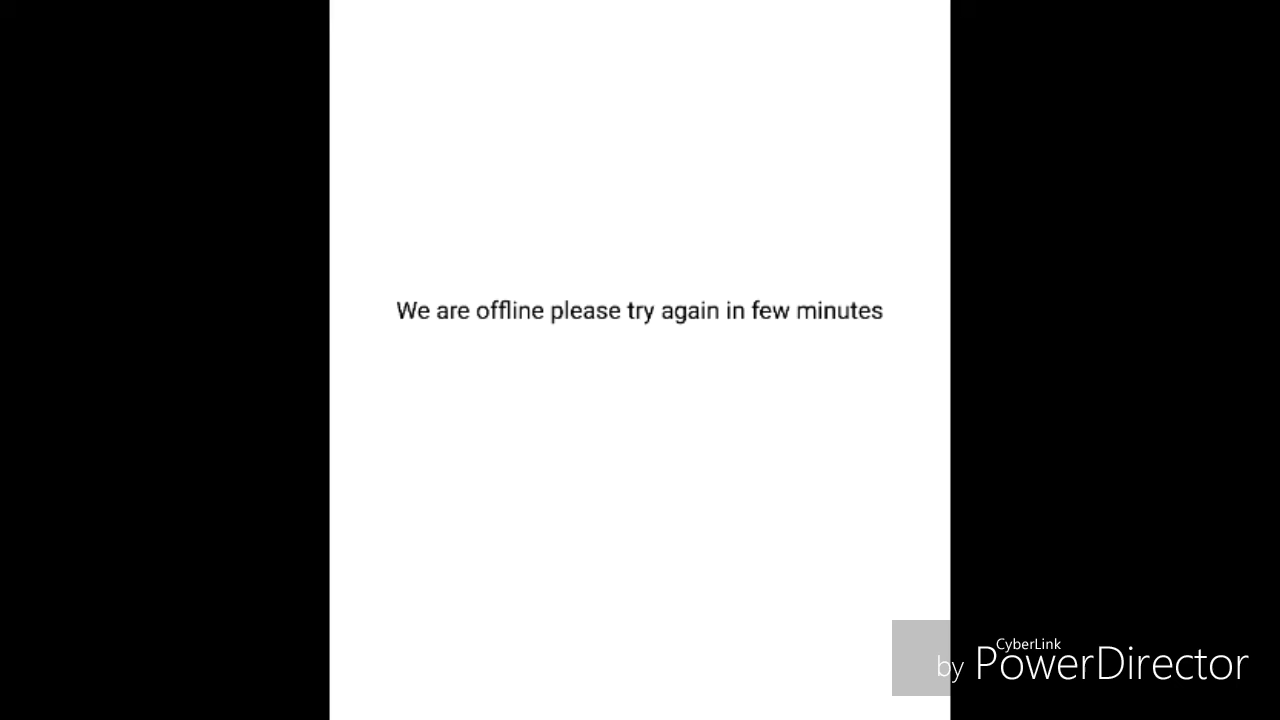 We are offline please try again in few minutes
CyberLink
by PowerDirector